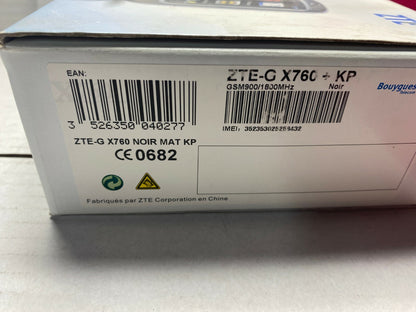 EAN:
3 526350 040277
ZTE-G X760 NOIR MAT KP
CE 0682
Fabriqués par ZTE Corporation en Chine
ZTE-G X760 + KP
GSM900/1800MHz Noir
IMEI:
Bouygues
Telecom